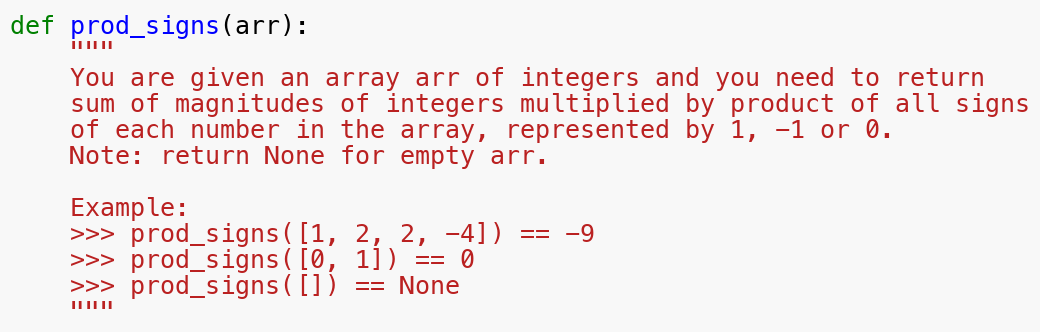 def prod_signs(arr):
    """
    You are given an array arr of integers and you need to return
    sum of magnitudes of integers multiplied by product of all signs
    of each number in the array, represented by 1, -1 or 0.
    Note: return None for empty arr.

    Example:
    >>> prod_signs([1, 2, 2, -4]) == -9
    >>> prod_signs([0, 1]) == 0
    >>> prod_signs([]) == None
    """